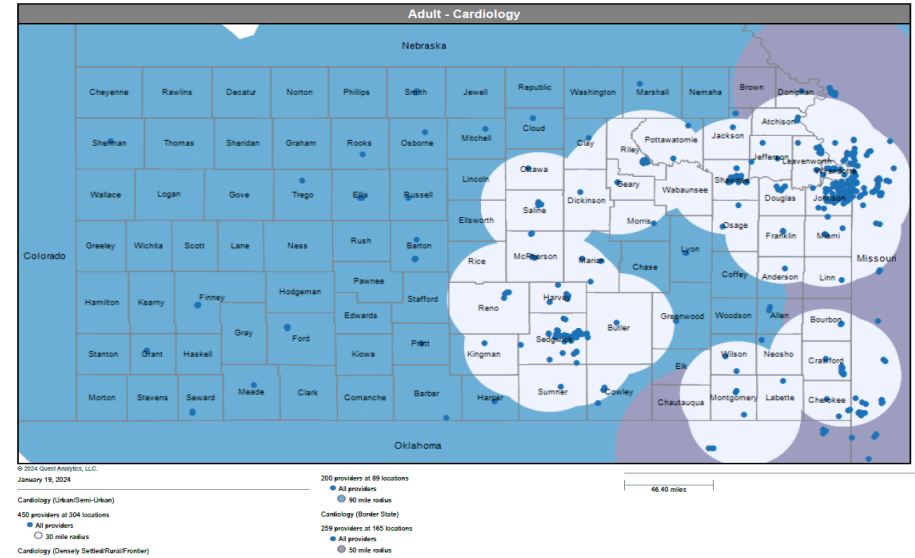 Adult - Cardiology
Nebraska
Cheyenne Rawlins Decatur Norton Phillips Smith Jewell Republic Washington Marshall Nemaha Brown Doniphan
Sherman Thomas Sheridan Graham Rooks Osborne Mitchell Cloud Clay Riley Pottawatomie Jackson Atchison
Jefferson Leavenworth
Wyandotte
Wallace Logan Gove Trego Ellis Russell Lincoln Ottawa Geary Wabaunsee Shawnee Douglas Johnson
Saline Dickinson
Ellsworth Morris Osage
Greeley Wichita Scott Lane Ness Rush Barton Rice McPherson Marion Chase Lyon Franklin Miami
Colorado
Missouri
Hamilton Kearny Finney Hodgeman Pawnee Stafford Reno Harvey Coffey Anderson Linn
Gray Ford Edwards Sedgwick Butler Greenwood Woodson Allen Bourbon
Stanton Grant Haskell Kiowa Pratt Kingman Elk Wilson Neosho Crawford
Morton Stevens Seward Meade Clark Comanche Barber Harper Sumner Cowley Chautauqua Montgomery Labette Cherokee
Oklahoma
© 2024 Quest Analytics, LLC.
January 19, 2024
Cardiology (Urban/Semi-Urban)
450 providers at 304 locations
All providers
30 mile radius
Cardiology (Densely Settled/Rural/Frontier)
200 providers at 89 locations
All providers
90 mile radius
Cardiology (Border State)
259 providers at 165 locations
All providers
50 mile radius
46.40 miles